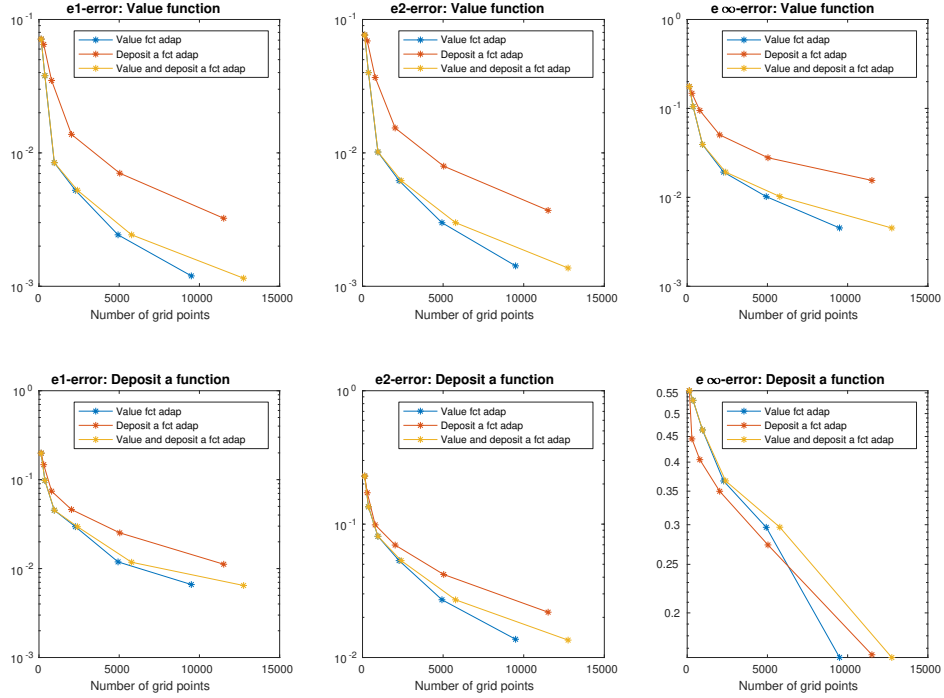 e1-error: Value function
10^-1
10^-2
10^-3
Value fct adap
Deposit a fct adap
Value and deposit a fct adap
0 5000 10000 15000
Number of grid points
e2-error: Value function
10^-1
10^-2
10^-3
Value fct adap
Deposit a fct adap
Value and deposit a fct adap
0 5000 10000 15000
Number of grid points
e ∞-error: Value function
10^0
10^-1
10^-2
10^-3
Value fct adap
Deposit a fct adap
Value and deposit a fct adap
0 5000 10000 15000
Number of grid points
e1-error: Deposit a function
10^0
10^-1
10^-2
10^-3
Value fct adap
Deposit a fct adap
Value and deposit a fct adap
0 5000 10000 15000
Number of grid points
e2-error: Deposit a function
10^0
10^-1
10^-2
Value fct adap
Deposit a fct adap
Value and deposit a fct adap
0 5000 10000 15000
Number of grid points
e ∞-error: Deposit a function
0.55
0.5
0.45
0.4
0.35
0.3
0.25
0.2
Value fct adap
Deposit a fct adap
Value and deposit a fct adap
0 5000 10000 15000
Number of grid points